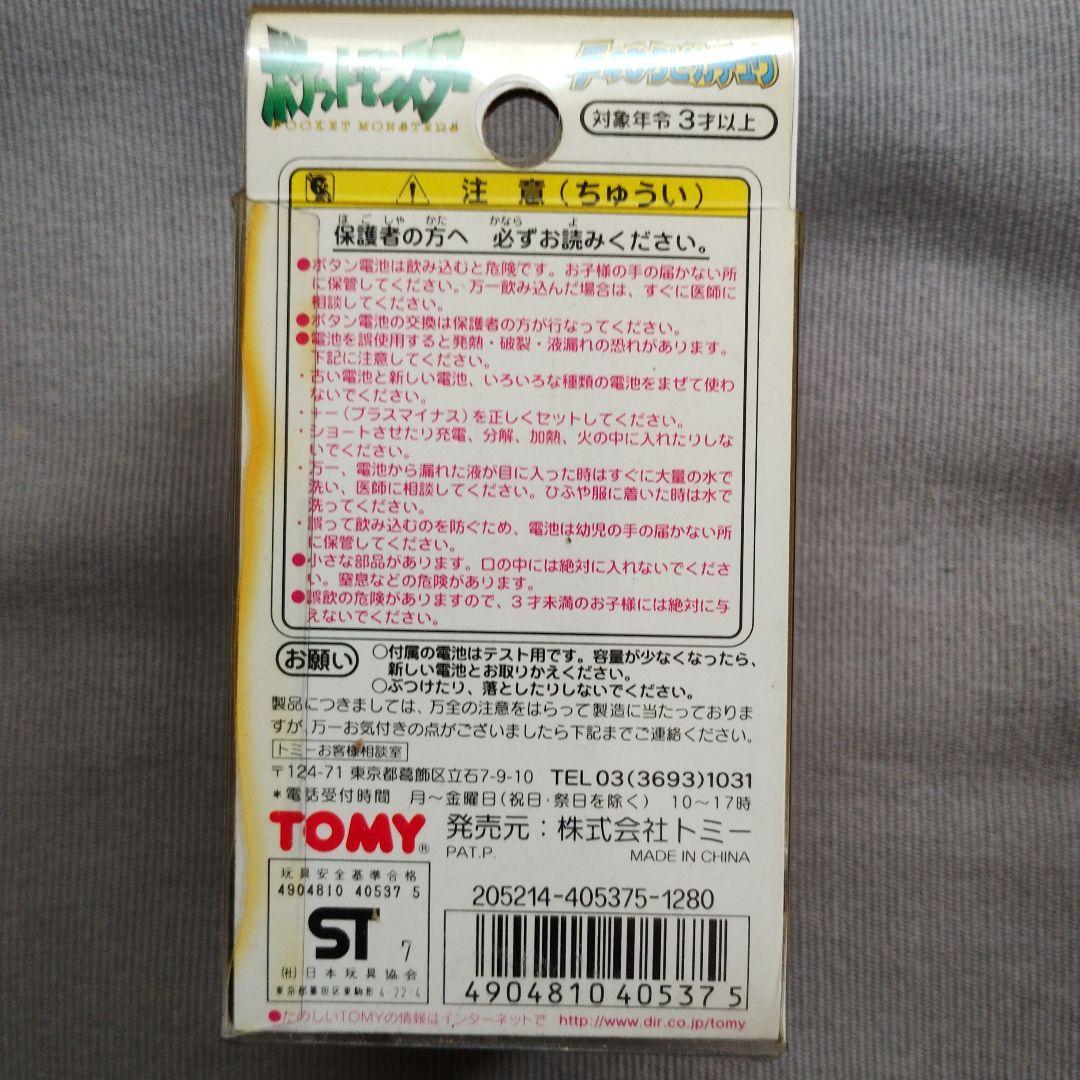 ポケットモンスター
POCKET MONSTERS
手のりピカチュウ
対象年令 3才以上
注 意(ちゅうい)
ほごしゃ かた かなら よ
保護者の方へ 必ずお読みください。
●ボタン電池は飲み込むと危険です。お子様の手の届かない所
に保管してください。万一飲み込んだ場合は、すぐに医師に
相談してください。
●ボタン電池の交換は保護者の方が行なってください。
●電池を誤使用すると発熱・破裂・液漏れの恐れがあります。
下記に注意してください。
・古い電池と新しい電池、いろいろな種類の電池をまぜて使わ
ないでください。
・+-(プラスマイナス)を正しくセットしてください。
・ショートさせたり充電、分解、加熱、火の中に入れたりしな
いでください。
・万一、電池から漏れた液が目に入った時はすぐに大量の水で
洗い、医師に相談してください。ひふや服に着いた時は水で
洗ってください。
・誤って飲み込むのを防ぐため、電池は幼児の手の届かない所
に保管してください。
●小さな部品があります。口の中には絶対に入れないでくださ
い。窒息などの危険があります。
●誤飲の危険がありますので、3才未満のお子様には絶対に与
えないでください。
お願い
○付属の電池はテスト用です。容量が少なくなったら、
新しい電池とお取りかえください。
○ぶつけたり、落としたりしないでください。
製品につきましては、万全の注意をはらって製造に当たっておりま
すが、万一お気付きの点がございましたら下記までご連絡ください。
トミーお客様相談室
〒124-71 東京都葛飾区立石7-9-10 TEL 03(3693)1031
*電話受付時間 月~金曜日(祝日・祭日を除く) 10~17時
TOMY® 発売元:株式会社トミー
PAT.P. MADE IN CHINA
玩具安全基準合格
4904810 40537 5
ST 7
(社)日本玩具協会
東京都墨田区東駒形 4-22-4
205214-405375-1280
4904810 405375
●たのしいTOMYの情報はインターネットで http://www.dir.co.jp/tomy